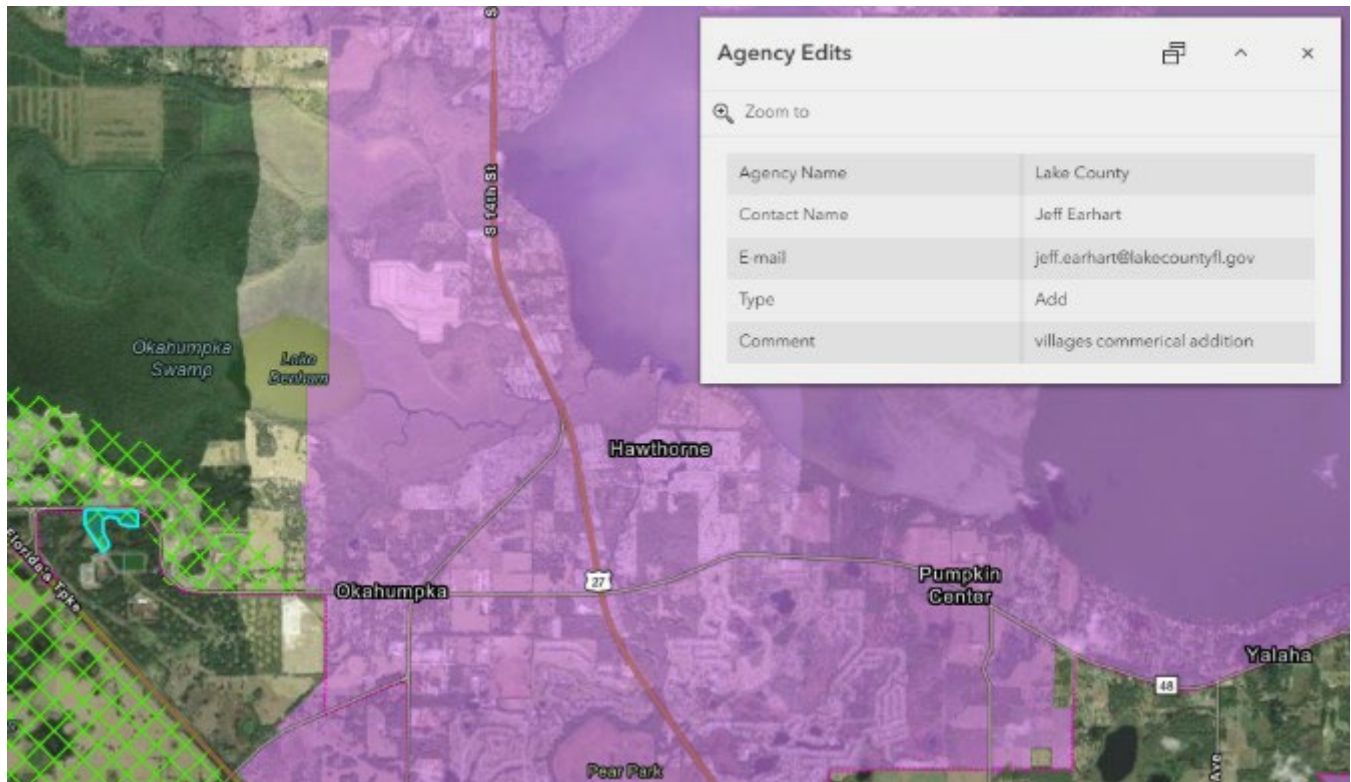 S
S 14th St
Agency Edits
Zoom to
Agency Name Lake County
Contact Name Jeff Earhart
E-mail jeff.earhart@lakecountyfl.gov
Type Add
Comment villages commerical addition
Okahumpka
Swamp
Lake
Denham
Hawthorne
Florida's Tpke
Okahumpka
27
Pumpkin
Center
Yalaha
48
Pear Park
Ave